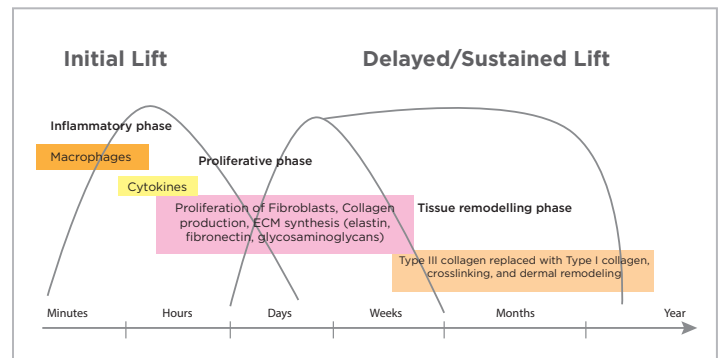 Initial Lift
Delayed/Sustained Lift
Inflammatory phase
Macrophages
Proliferative phase
Cytokines
Proliferation of Fibroblasts, Collagen
production, ECM synthesis (elastin,
fibronectin, glycosaminoglycans)
Tissue remodelling phase
Type III collagen replaced with Type I collagen,
crosslinking, and dermal remodeling
Minutes
Hours
Days
Weeks
Months
Year